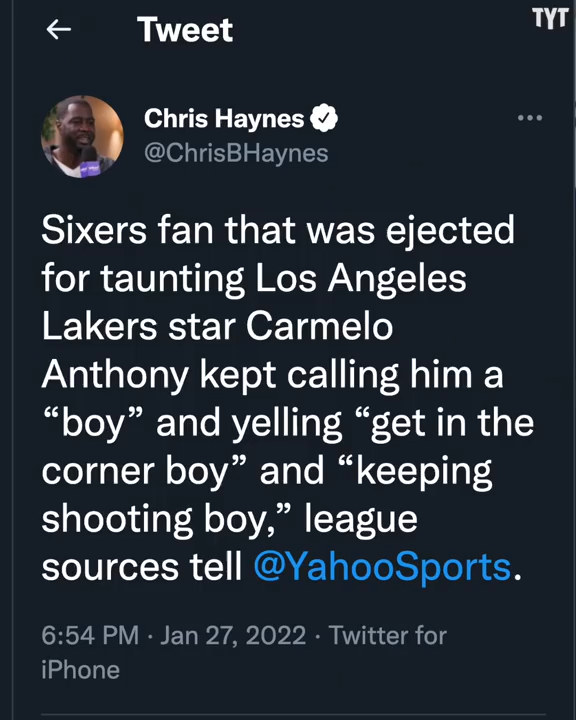 Tweet
TYT
Chris Haynes
@ChrisBHaynes
Sixers fan that was ejected
for taunting Los Angeles
Lakers star Carmelo
Anthony kept calling him a
“boy” and yelling “get in the
corner boy” and “keeping
shooting boy,” league
sources tell @YahooSports.
6:54 PM · Jan 27, 2022 · Twitter for
iPhone